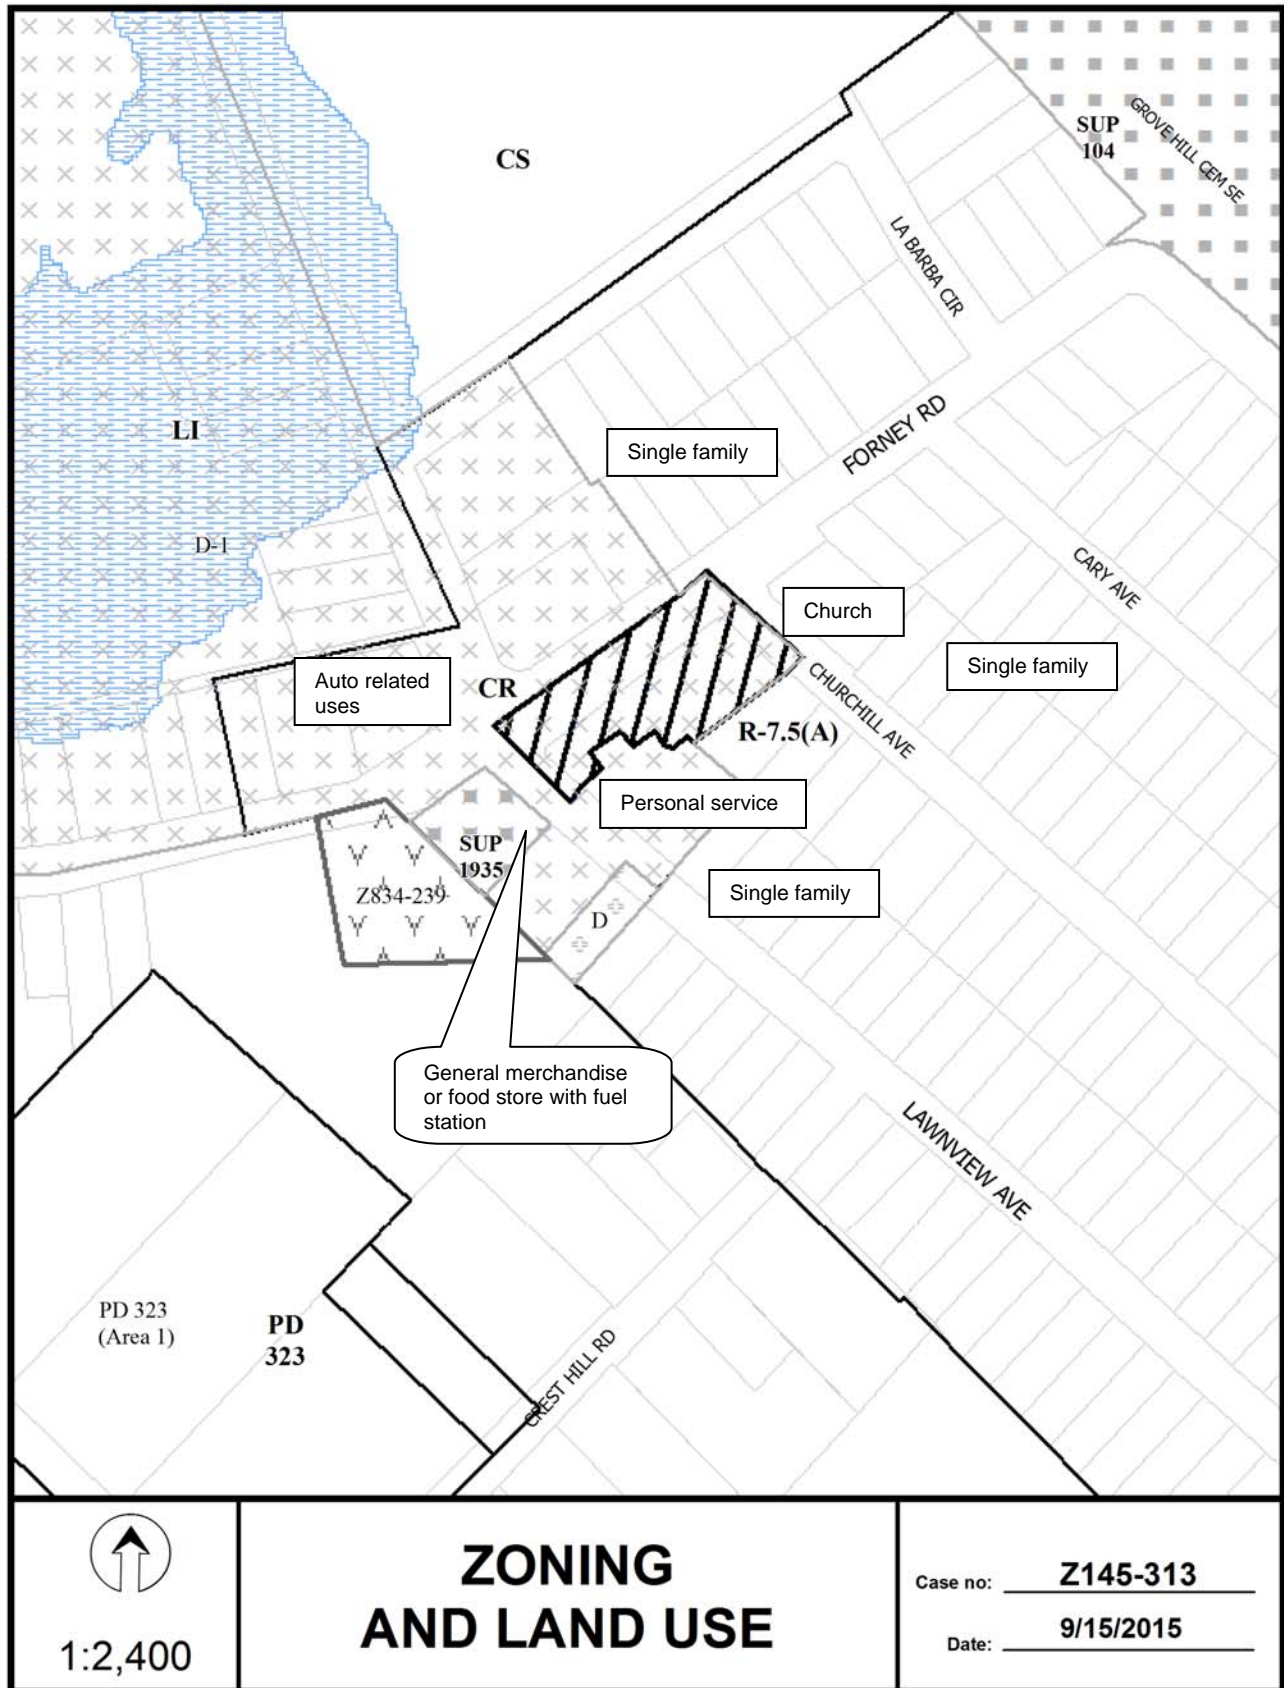 CS
SUP
104
GROVE HILL CEM SE
LA BARBA CIR
LI
FORNEY RD
Single family
D-1
CARY AVE
Church
Single family
Auto related
uses
CR
CHURCHILL AVE
R-7.5(A)
Personal service
SUP
1935
Z834-239
Single family
D
General merchandise
or food store with fuel
station
LAWNVIEW AVE
PD 323
(Area 1)
PD
323
CREST HILL RD
1:2,400
ZONING
AND LAND USE
Case no: Z145-313
Date: 9/15/2015